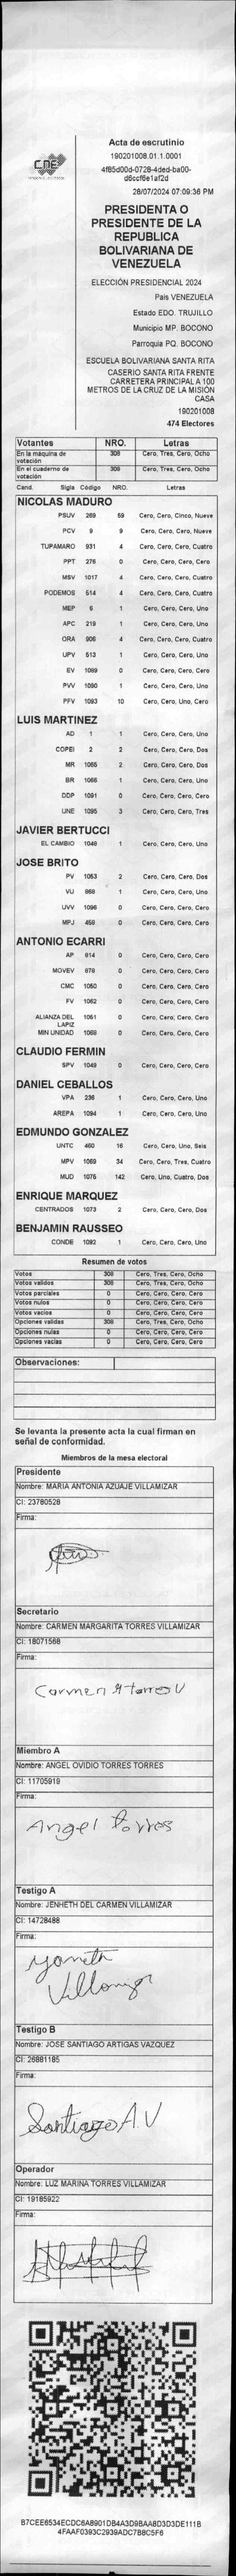 CNE
Acta de escrutinio
190201008.01.1.0001
4f85d00d-0728-4ded-ba00-
d6ccf6e1af2d
28/07/2024 07:09:36 PM
PRESIDENTA O
PRESIDENTE DE LA
REPUBLICA
BOLIVARIANA DE
VENEZUELA
ELECCIÓN PRESIDENCIAL 2024
País VENEZUELA
Estado EDO. TRUJILLO
Municipio MP. BOCONO
Parroquia PQ. BOCONO
ESCUELA BOLIVARIANA SANTA RITA
CASERIO SANTA RITA FRENTE
CARRETERA PRINCIPAL A 100
METROS DE LA CRUZ DE LA MISIÓN
CASA
190201008
474 Electores
Votantes NRO. Letras
En la máquina de votación 308 Cero, Tres, Cero, Ocho
En el cuaderno de votación 308 Cero, Tres, Cero, Ocho
Cand. Sigla Código NRO. Letras
NICOLAS MADURO
PSUV 269 59 Cero, Cero, Cinco, Nueve
PCV 9 9 Cero, Cero, Cero, Nueve
TUPAMARO 931 4 Cero, Cero, Cero, Cuatro
PPT 276 0 Cero, Cero, Cero, Cero
MSV 1017 4 Cero, Cero, Cero, Cuatro
PODEMOS 514 4 Cero, Cero, Cero, Cuatro
MEP 6 1 Cero, Cero, Cero, Uno
APC 219 1 Cero, Cero, Cero, Uno
ORA 906 4 Cero, Cero, Cero, Cuatro
UPV 513 1 Cero, Cero, Cero, Uno
EV 1089 0 Cero, Cero, Cero, Cero
PVV 1090 1 Cero, Cero, Cero, Uno
PFV 1093 10 Cero, Cero, Uno, Cero
LUIS MARTINEZ
AD 1 1 Cero, Cero, Cero, Uno
COPEI 2 2 Cero, Cero, Cero, Dos
MR 1065 2 Cero, Cero, Cero, Dos
BR 1066 1 Cero, Cero, Cero, Uno
DDP 1091 0 Cero, Cero, Cero, Cero
UNE 1095 3 Cero, Cero, Cero, Tres
JAVIER BERTUCCI
EL CAMBIO 1049 1 Cero, Cero, Cero, Uno
JOSE BRITO
PV 1053 2 Cero, Cero, Cero, Dos
VU 868 1 Cero, Cero, Cero, Uno
UVV 1096 0 Cero, Cero, Cero, Cero
MPJ 458 0 Cero, Cero, Cero, Cero
ANTONIO ECARRI
AP 914 0 Cero, Cero, Cero, Cero
MOVEV 978 0 Cero, Cero, Cero, Cero
CMC 1050 0 Cero, Cero, Cero, Cero
FV 1062 0 Cero, Cero, Cero, Cero
ALIANZA DEL LAPIZ 1051 0 Cero, Cero, Cero, Cero
MIN UNIDAD 1068 0 Cero, Cero, Cero, Cero
CLAUDIO FERMIN
SPV 1048 0 Cero, Cero, Cero, Cero
DANIEL CEBALLOS
VPA 236 1 Cero, Cero, Cero, Uno
AREPA 1094 1 Cero, Cero, Cero, Uno
EDMUNDO GONZALEZ
UNTC 460 16 Cero, Cero, Uno, Seis
MPV 1069 34 Cero, Cero, Tres, Cuatro
MUD 1075 142 Cero, Uno, Cuatro, Dos
ENRIQUE MARQUEZ
CENTRADOS 1073 2 Cero, Cero, Cero, Dos
BENJAMIN RAUSSEO
CONDE 1092 1 Cero, Cero, Cero, Uno
Resumen de votos
Votos 308 Cero, Tres, Cero, Ocho
Votos validos 308 Cero, Tres, Cero, Ocho
Votos parciales 0 Cero, Cero, Cero, Cero
Votos nulos 0 Cero, Cero, Cero, Cero
Votos vacios 0 Cero, Cero, Cero, Cero
Opciones validas 308 Cero, Tres, Cero, Ocho
Opciones nulas 0 Cero, Cero, Cero, Cero
Opciones vacias 0 Cero, Cero, Cero, Cero
Observaciones:
Se levanta la presente acta la cual firman en
señal de conformidad.
Miembros de la mesa electoral
Presidente
Nombre: MARIA ANTONIA AZUAJE VILLAMIZAR
CI: 23780528
Firma:
Secretario
Nombre: CARMEN MARGARITA TORRES VILLAMIZAR
CI: 18071568
Firma:
Carmen M torres V
Miembro A
Nombre: ANGEL OVIDIO TORRES TORRES
CI: 11705919
Firma:
Angel Torres
Testigo A
Nombre: JENHETH DEL CARMEN VILLAMIZAR
CI: 14728488
Firma:
Testigo B
Nombre: JOSE SANTIAGO ARTIGAS VAZQUEZ
CI: 26881185
Firma:
Santiago A.V
Operador
Nombre: LUZ MARINA TORRES VILLAMIZAR
CI: 19185922
Firma:
B7CEE6534ECDC6A8901DB4A3D9BAA8D3D3DE111B
4FAAF0393C2939ADC7B8C5F6